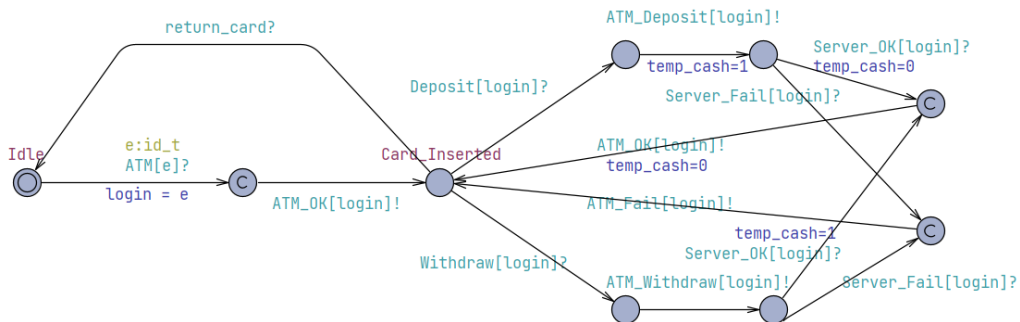 ATM_Deposit[login]!
return_card?
Server_OK[login]?
temp_cash=1
temp_cash=0
Deposit[login]?
Server_Fail[login]?
e:id_t
ATM_OK[login]!
Idle
Card_Inserted
ATM[e]?
temp_cash=0
login = e
C
C
ATM_OK[login]!
ATM_Fail[login]!
C
temp_cash=1
C
Server_OK[login]?
Withdraw[login]?
ATM_Withdraw[login]!
Server_Fail[login]?